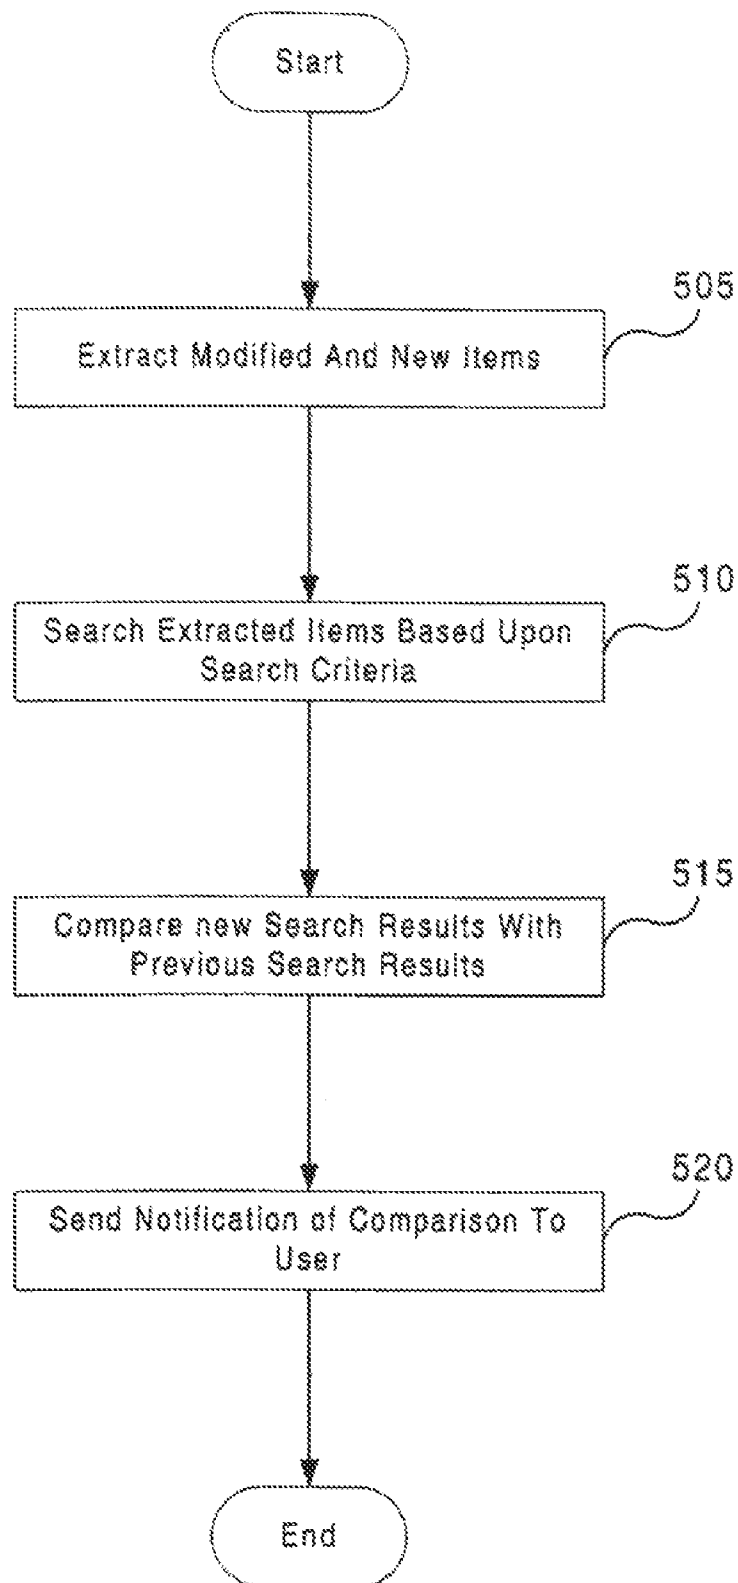 Start
505
Extract Modified And New Items
510
Search Extracted Items Based Upon
Search Criteria
515
Compare new Search Results With
Previous Search Results
520
Send Notification of Comparison To
User
End